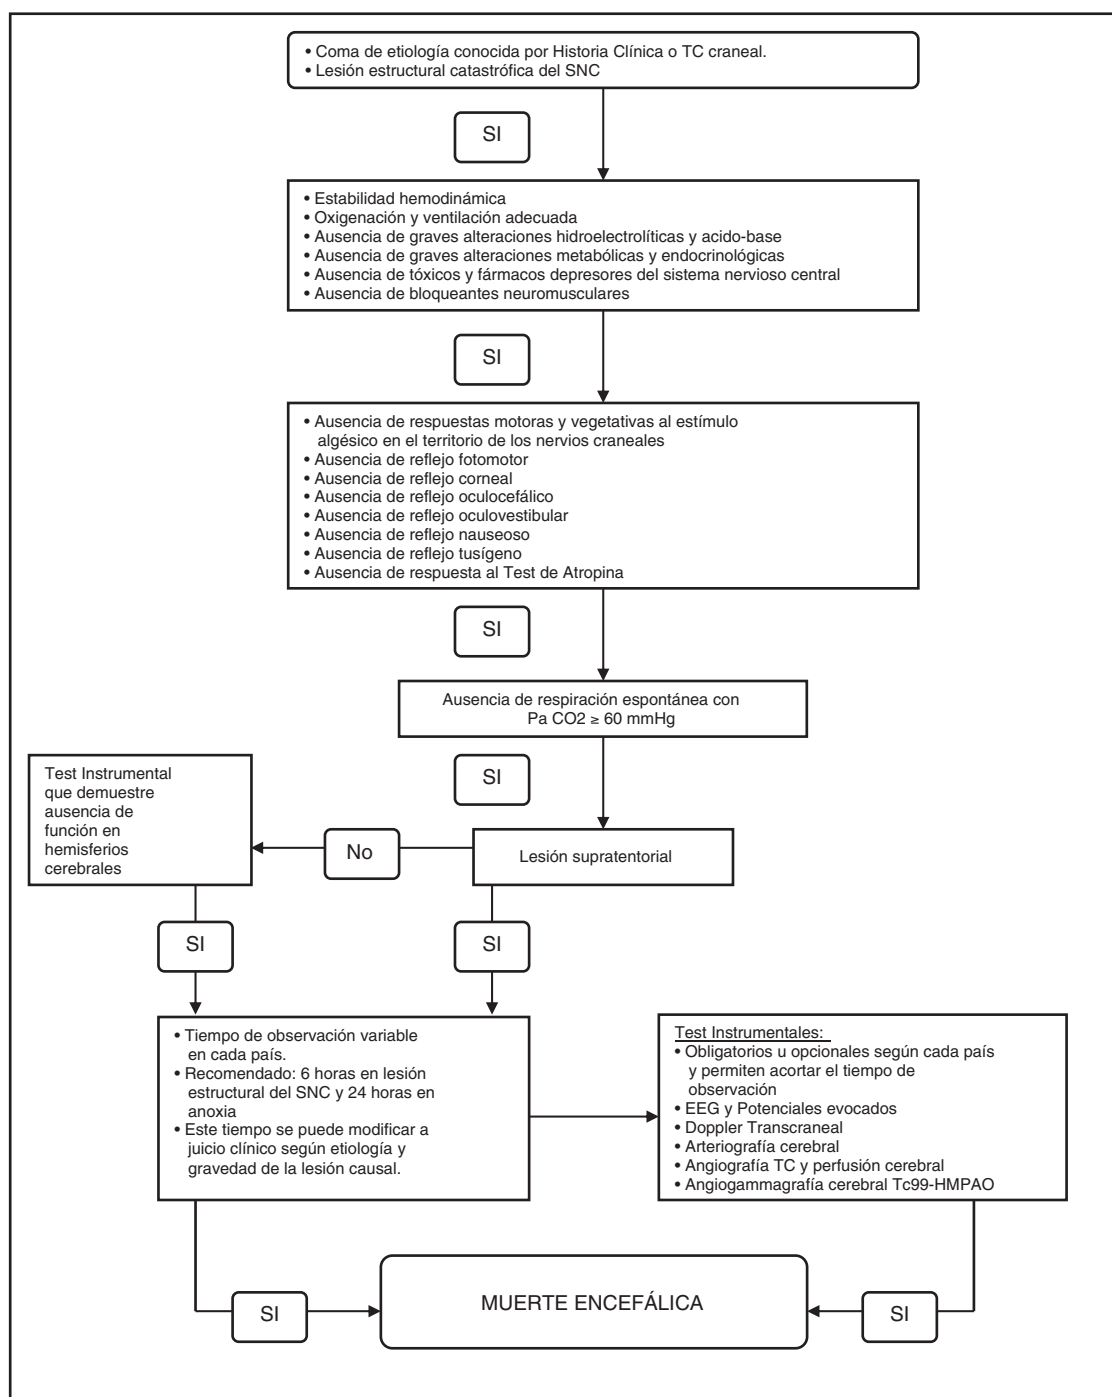 • Coma de etiología conocida por Historia Clínica o TC craneal.
• Lesión estructural catastrófica del SNC
SI
• Estabilidad hemodinámica
• Oxigenación y ventilación adecuada
• Ausencia de graves alteraciones hidroelectrolíticas y acido-base
• Ausencia de graves alteraciones metabólicas y endocrinológicas
• Ausencia de tóxicos y fármacos depresores del sistema nervioso central
• Ausencia de bloqueantes neuromusculares
SI
• Ausencia de respuestas motoras y vegetativas al estímulo
algésico en el territorio de los nervios craneales
• Ausencia de reflejo fotomotor
• Ausencia de reflejo corneal
• Ausencia de reflejo oculocefálico
• Ausencia de reflejo oculovestibular
• Ausencia de reflejo nauseoso
• Ausencia de reflejo tusígeno
• Ausencia de respuesta al Test de Atropina
SI
Ausencia de respiración espontánea con
Pa CO2 ≥ 60 mmHg
SI
Test Instrumental
que demuestre
ausencia de
función en
hemisferios
cerebrales
No
Lesión supratentorial
SI
SI
• Tiempo de observación variable
en cada país.
• Recomendado: 6 horas en lesión
estructural del SNC y 24 horas en
anoxia
• Este tiempo se puede modificar a
juicio clínico según etiología y
gravedad de la lesión causal.
Test Instrumentales:
• Obligatorios u opcionales según cada país
y permiten acortar el tiempo de
observación
• EEG y Potenciales evocados
• Doppler Transcraneal
• Arteriografía cerebral
• Angiografía TC y perfusión cerebral
• Angiogammagrafía cerebral Tc99-HMPAO
SI
MUERTE ENCEFÁLICA
SI